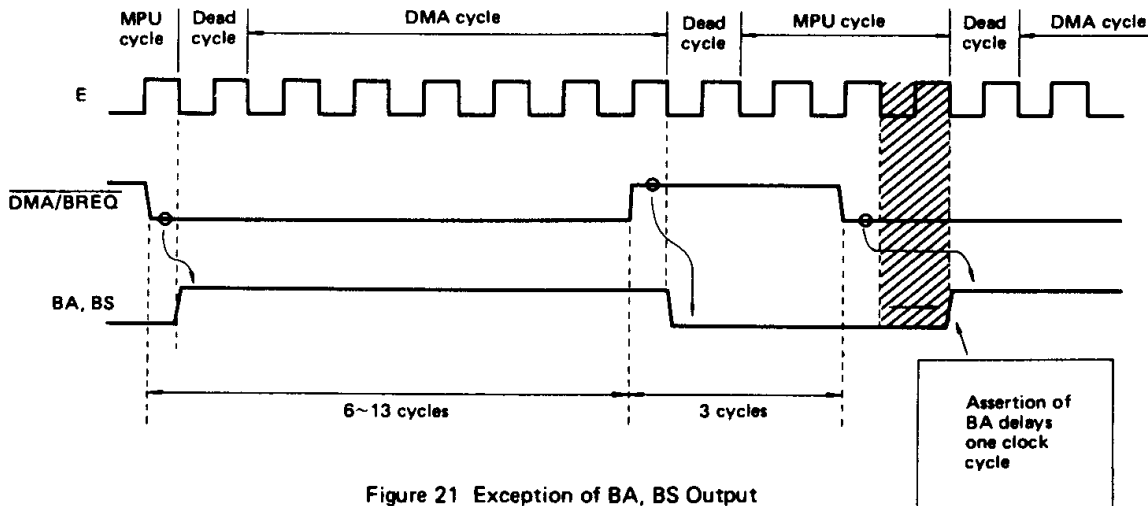 MPU cycle
Dead cycle
DMA cycle
Dead cycle
MPU cycle
Dead cycle
DMA cycle
E
DMA/BREQ
BA, BS
6~13 cycles
3 cycles
Assertion of
BA delays
one clock
cycle
Figure 21 Exception of BA, BS Output